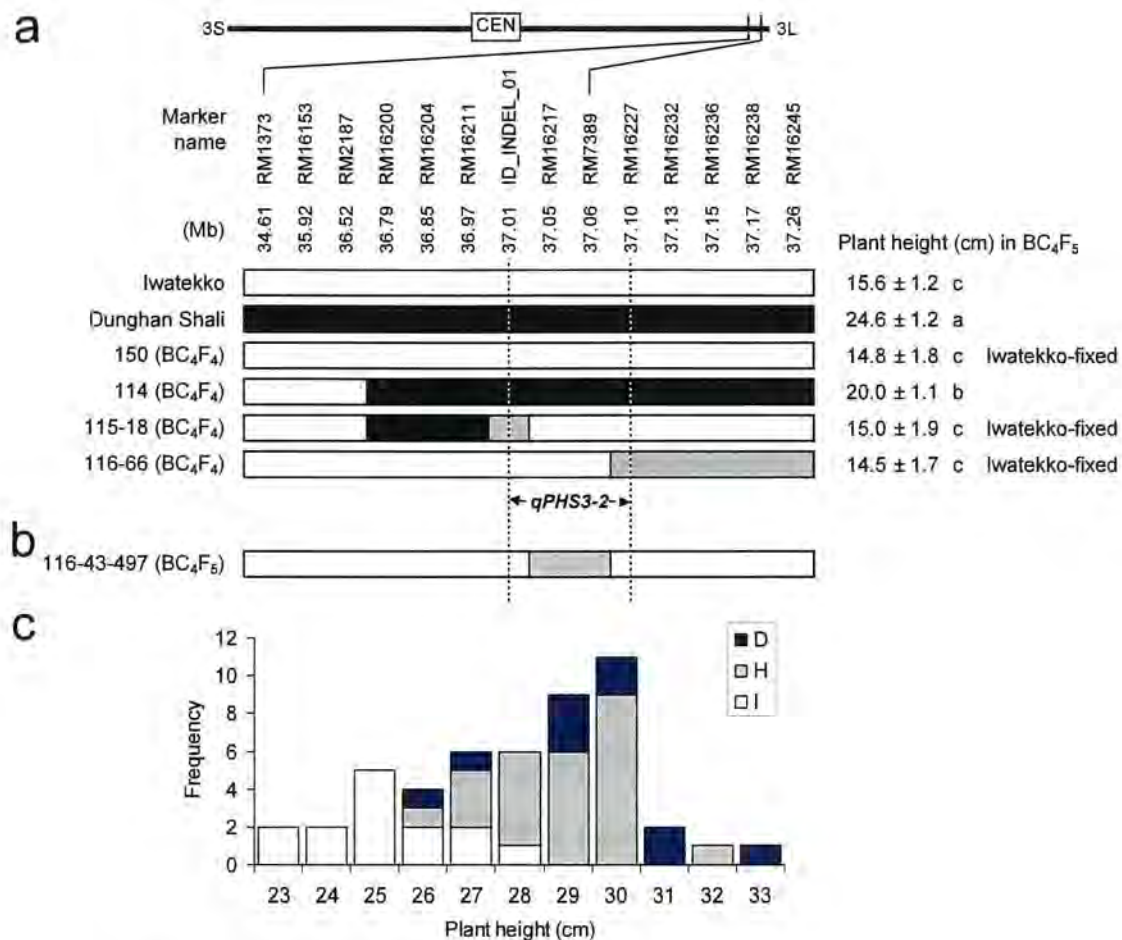 a
3S CEN 3L
Marker name
RM1373 RM16153 RM2187 RM16200 RM16204 RM16211 ID_INDEL_01 RM16217 RM7389 RM16227 RM16232 RM16236 RM16238 RM16245
(Mb) 34.61 35.92 36.52 36.79 36.85 36.97 37.01 37.05 37.06 37.10 37.13 37.15 37.17 37.26
Plant height (cm) in BC₄F₅
Iwatekko 15.6 ± 1.2 c
Dunghan Shali 24.6 ± 1.2 a
150 (BC₄F₄) 14.8 ± 1.8 c Iwatekko-fixed
114 (BC₄F₄) 20.0 ± 1.1 b
115-18 (BC₄F₄) 15.0 ± 1.9 c Iwatekko-fixed
116-66 (BC₄F₄) 14.5 ± 1.7 c Iwatekko-fixed
qPHS3-2
b
116-43-497 (BC₄F₅)
c
Frequency
12
10
8
6
4
2
0
D
H
I
23 24 25 26 27 28 29 30 31 32 33
Plant height (cm)